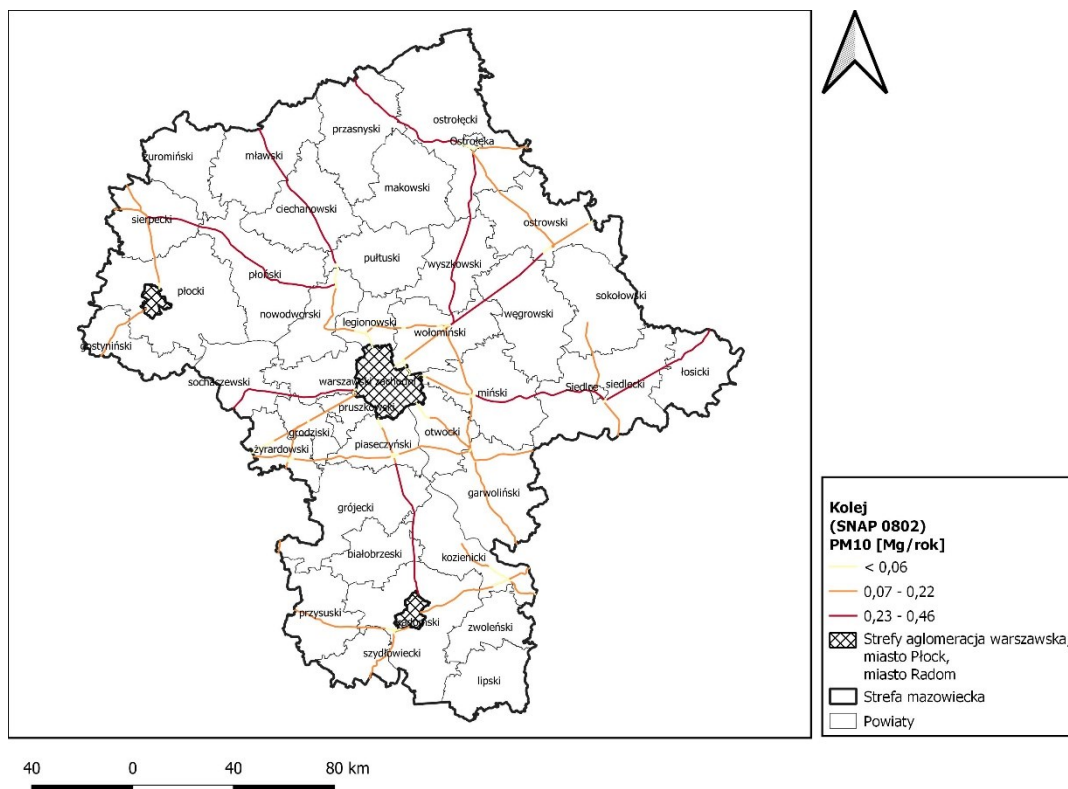 ostrołęcki
przasnyski
Ostrołęka
żuromiński
mławski
makowski
ciechanowski
sierpecki
ostrowski
pułtuski
wyszkowski
płoński
płocki
sokołowski
nowodworski
węgrowski
legionowski
wołomiński
gostyniński
łosicki
sochaczewski
warszawski zachodni
Siedlce
siedlecki
miński
pruszkowski
grodziski
otwocki
piaseczyński
żyrardowski
garwoliński
grójecki
białobrzeski
kozienicki
przysuski
radomski
zwoleński
szydłowiecki
lipski
Kolej
(SNAP 0802)
PM10 [Mg/rok]
< 0,06
0,07 - 0,22
0,23 - 0,46
Strefy aglomeracja warszawska,
miasto Płock,
miasto Radom
Strefa mazowiecka
Powiaty
40 0 40 80 km